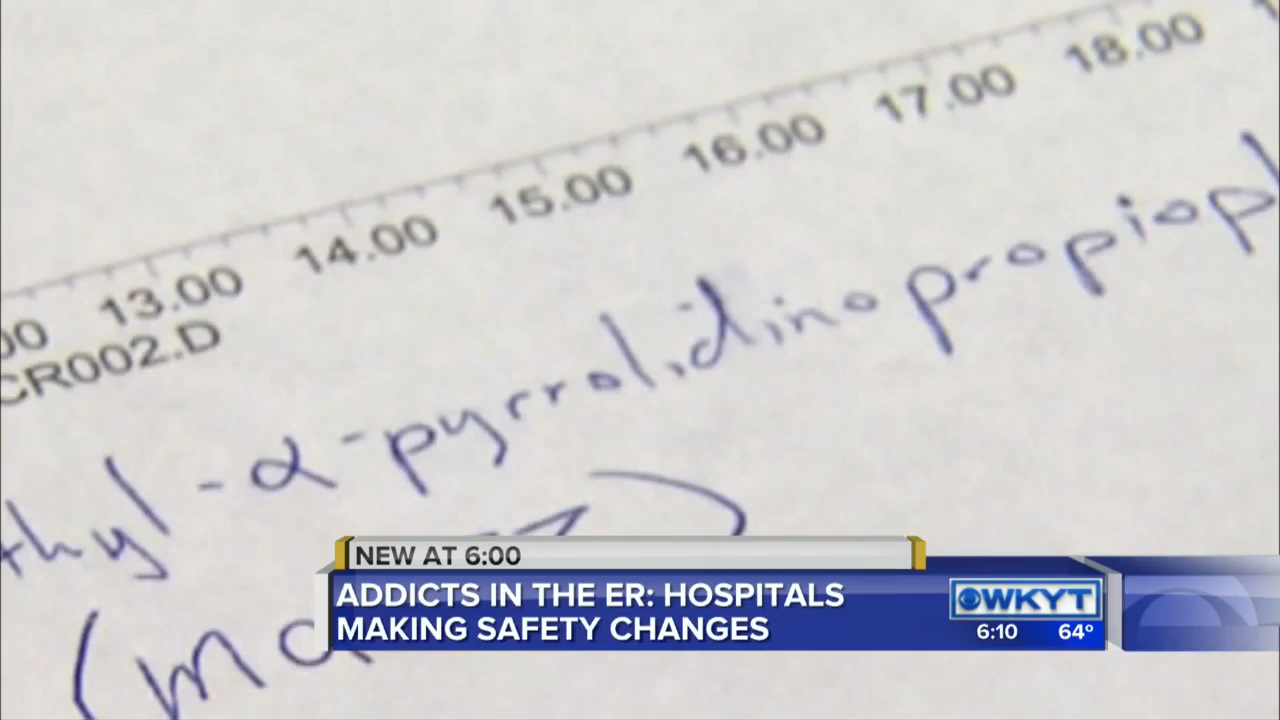 00 13.00 14.00 15.00 16.00 17.00 18.00
CR002.D
thyl-α-pyrrolidinopropiop
(ma
NEW AT 6:00
ADDICTS IN THE ER: HOSPITALS
MAKING SAFETY CHANGES
WKYT
6:10 64°